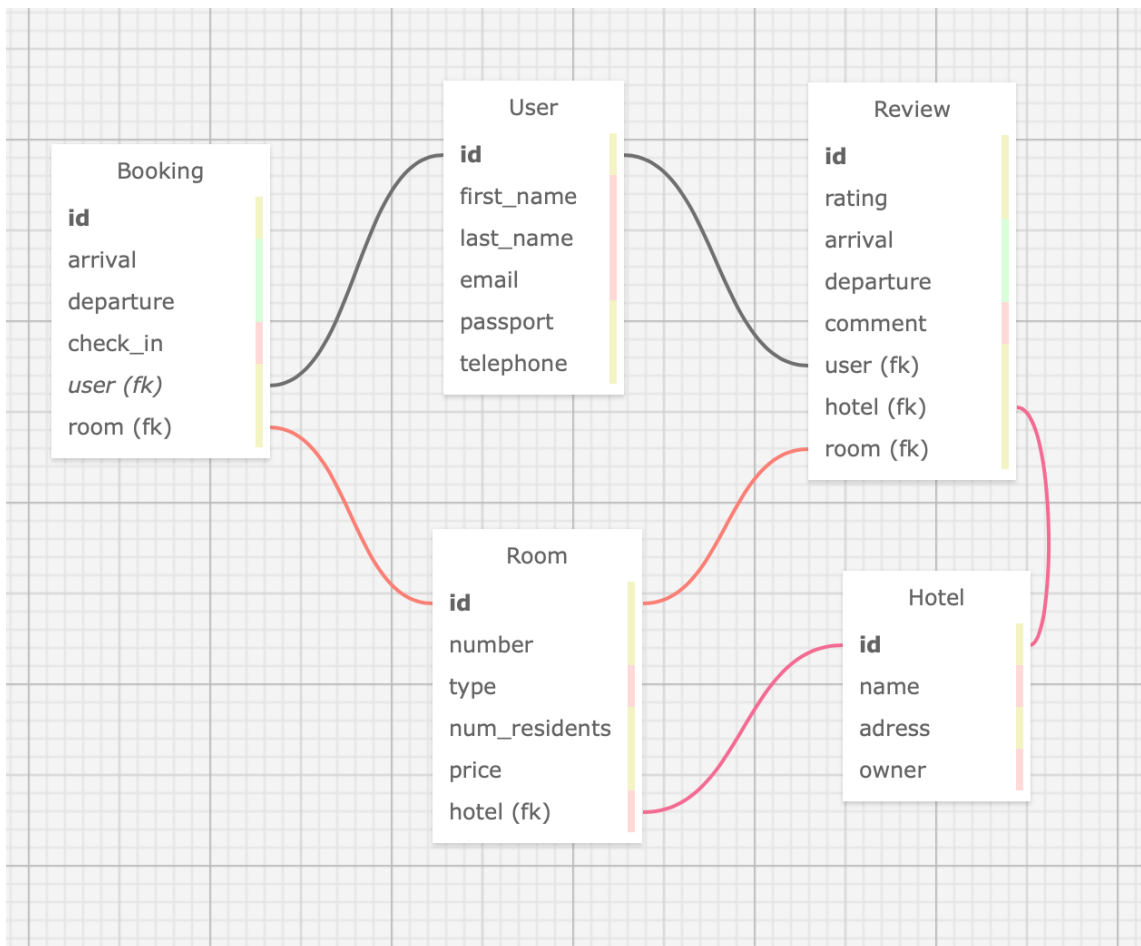 Booking
id
arrival
departure
check_in
user (fk)
room (fk)
User
id
first_name
last_name
email
passport
telephone
Review
id
rating
arrival
departure
comment
user (fk)
hotel (fk)
room (fk)
Room
id
number
type
num_residents
price
hotel (fk)
Hotel
id
name
adress
owner